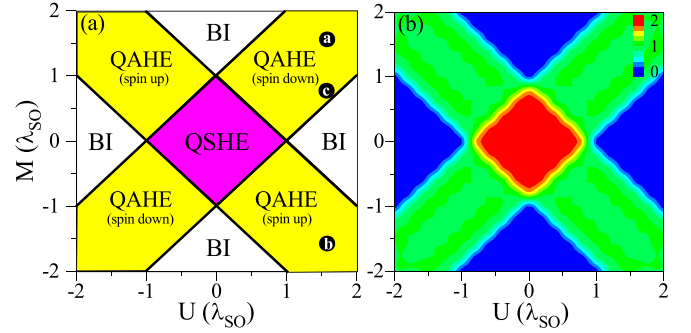 (a)
BI
a
QAHE
(spin up)
QAHE
(spin down)
c
BI
QSHE
BI
QAHE
(spin down)
QAHE
(spin up)
BI
b
2
1
0
-1
-2
-2
-1
0
1
2
M (λSO)
U (λSO)
(b)
2
1
0
2
1
0
-1
-2
-2
-1
0
1
2
U (λSO)